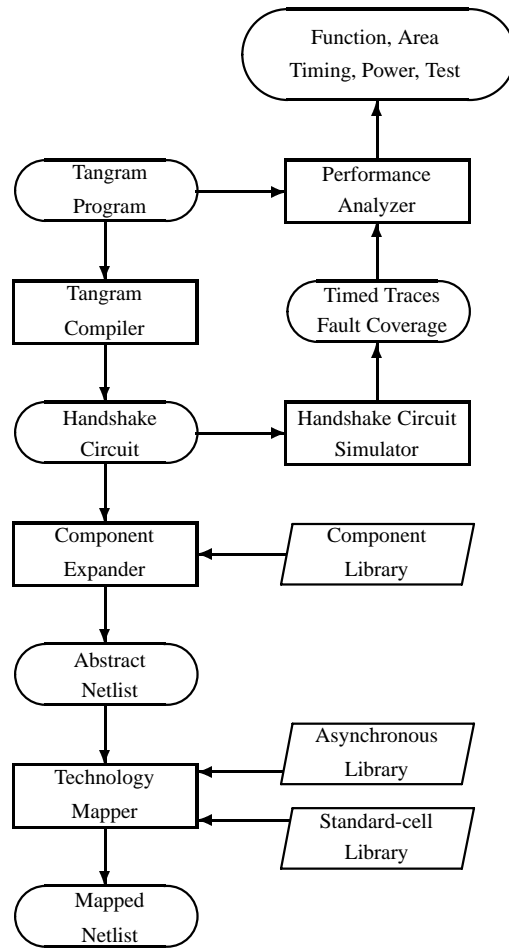 Function, Area
Timing, Power, Test
Tangram
Program
Performance
Analyzer
Tangram
Compiler
Timed Traces
Fault Coverage
Handshake
Circuit
Handshake Circuit
Simulator
Component
Expander
Component
Library
Abstract
Netlist
Asynchronous
Library
Technology
Mapper
Standard-cell
Library
Mapped
Netlist